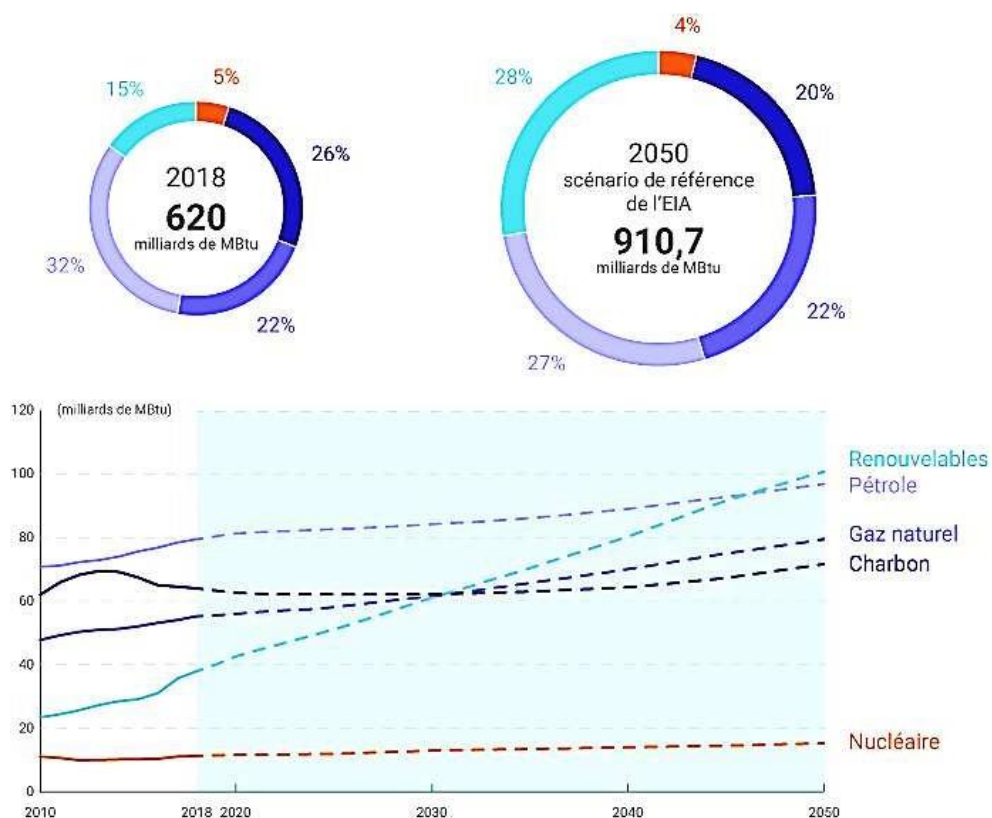 4%
28%
20%
2050
scénario de référence
de l'EIA
910,7
milliards de MBtu
22%
27%
15%
5%
26%
2018
620
milliards de MBtu
32%
22%
120
(milliards de MBtu)
100
80
60
40
20
0
2010
2018
2020
2030
2040
2050
Renouvelables
Pétrole
Gaz naturel
Charbon
Nucléaire